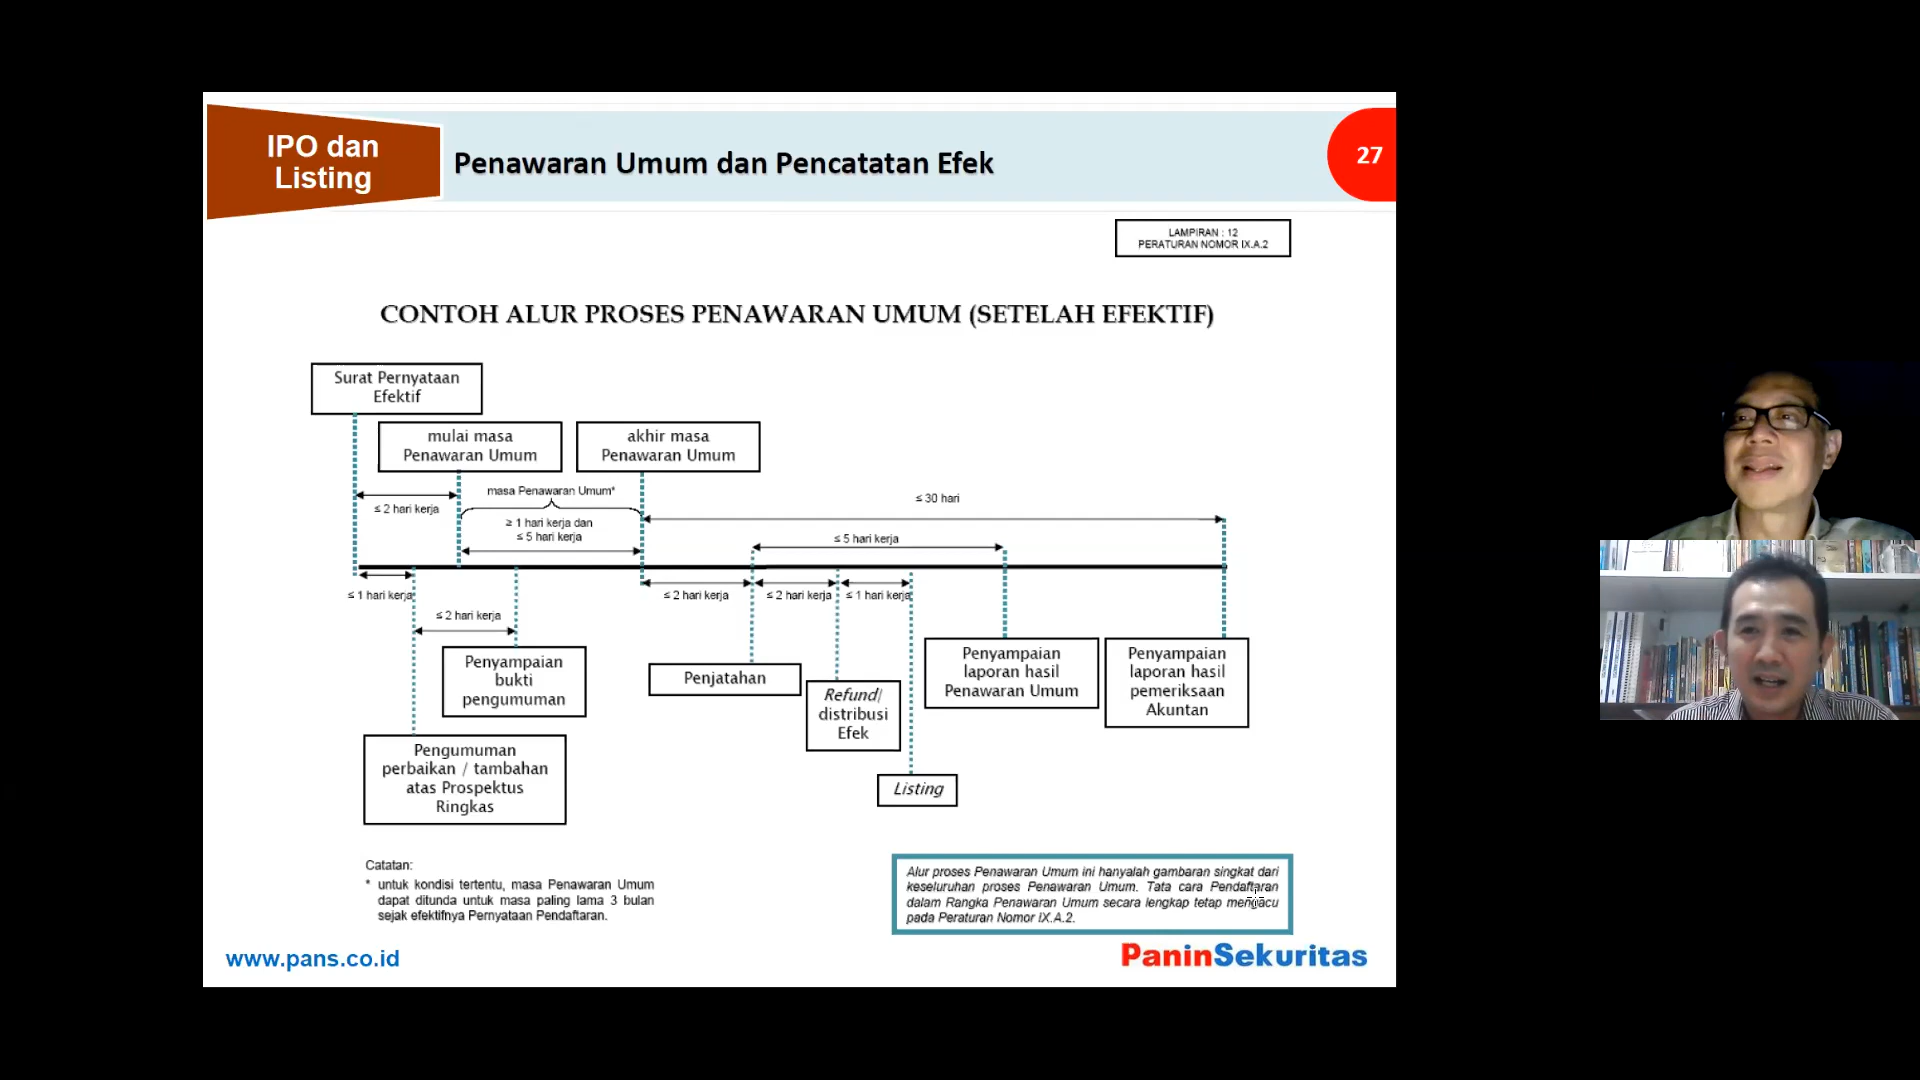 IPO dan
Listing
Penawaran Umum dan Pencatatan Efek
27
LAMPIRAN : 12
PERATURAN NOMOR IX.A.2
CONTOH ALUR PROSES PENAWARAN UMUM (SETELAH EFEKTIF)
Surat Pernyataan
Efektif
mulai masa
Penawaran Umum
akhir masa
Penawaran Umum
≤ 2 hari kerja
masa Penawaran Umum*
≥ 1 hari kerja dan
≤ 5 hari kerja
≤ 30 hari
≤ 5 hari kerja
≤ 1 hari kerja
≤ 2 hari kerja
≤ 2 hari kerja
≤ 2 hari kerja
≤ 1 hari kerja
Penyampaian
bukti
pengumuman
Pengumuman
perbaikan / tambahan
atas Prospektus
Ringkas
Penjatahan
Refund/
distribusi
Efek
Listing
Penyampaian
laporan hasil
Penawaran Umum
Penyampaian
laporan hasil
pemeriksaan
Akuntan
Catatan:
* untuk kondisi tertentu, masa Penawaran Umum
dapat ditunda untuk masa paling lama 3 bulan
sejak efektifnya Pernyataan Pendaftaran.
Alur proses Penawaran Umum ini hanyalah gambaran singkat dari
keseluruhan proses Penawaran Umum. Tata cara Pendaftaran
dalam Rangka Penawaran Umum secara lengkap tetap mengacu
pada Peraturan Nomor IX.A.2.
www.pans.co.id
PaninSekuritas